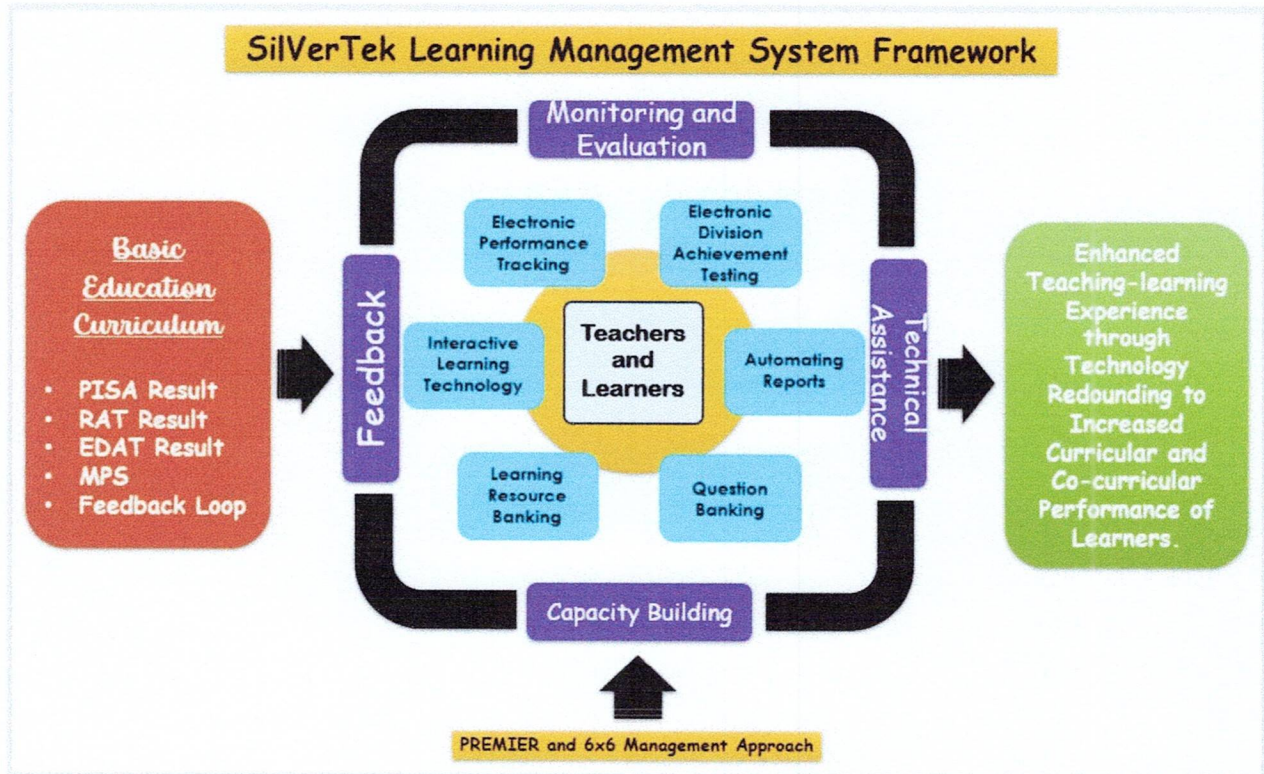 SilVerTek Learning Management System Framework
Monitoring and
Evaluation
Basic
Education
Curriculum
• PISA Result
• RAT Result
• EDAT Result
• MPS
• Feedback Loop
Feedback
Electronic
Performance
Tracking
Electronic
Division
Achievement
Testing
Interactive
Learning
Technology
Teachers
and
Learners
Automating
Reports
Learning
Resource
Banking
Question
Banking
Technical
Assistance
Capacity Building
PREMIER and 6x6 Management Approach
Enhanced
Teaching-learning
Experience
through
Technology
Redounding to
Increased
Curricular and
Co-curricular
Performance of
Learners.